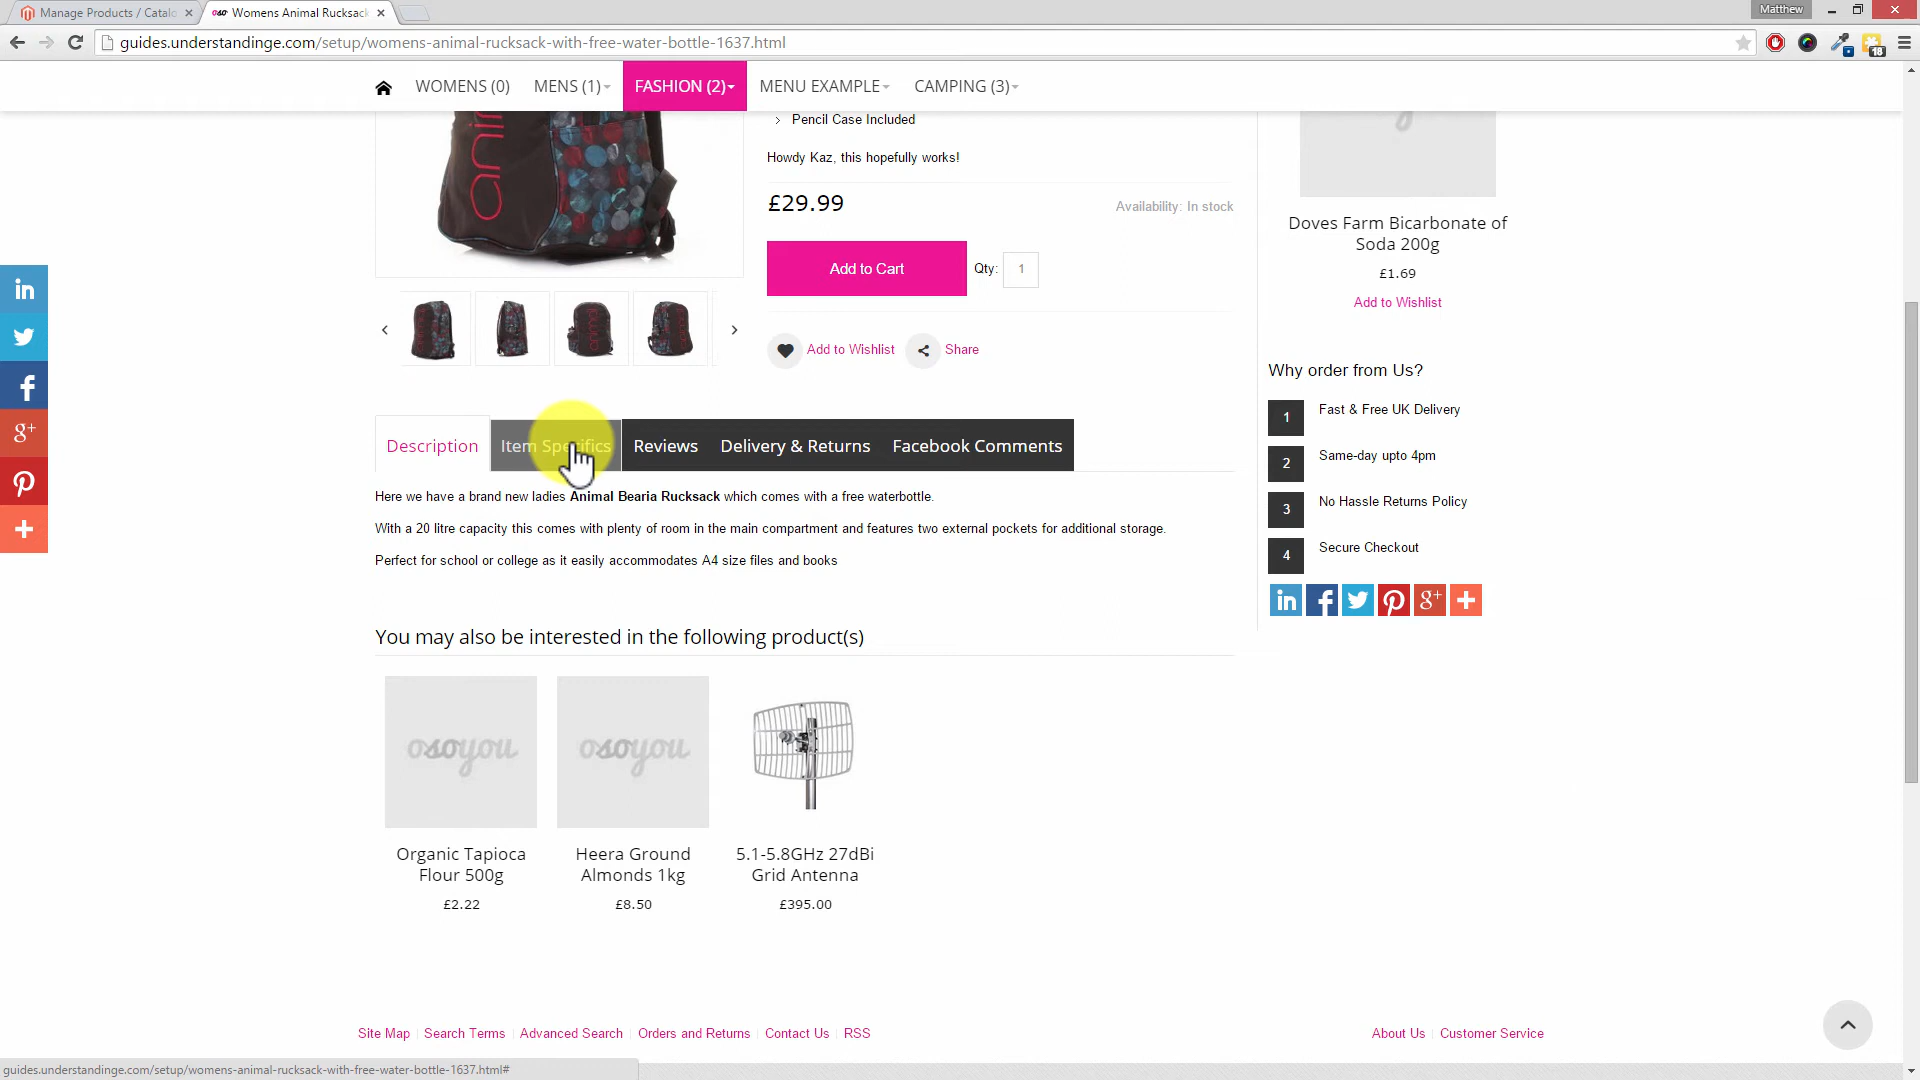 Manage Products / Catalo
Womens Animal Rucksack
Matthew
guides.understandinge.com/setup/womens-animal-rucksack-with-free-water-bottle-1637.html
18
WOMENS (0)
MENS (1)
FASHION (2)
MENU EXAMPLE
CAMPING (3)
Pencil Case Included
Howdy Kaz, this hopefully works!
£29.99
Availability: In stock
Add to Cart
Qty: 1
Add to Wishlist
Share
Doves Farm Bicarbonate of
Soda 200g
£1.69
Add to Wishlist
Why order from Us?
1 Fast & Free UK Delivery
2 Same-day upto 4pm
3 No Hassle Returns Policy
4 Secure Checkout
Description
Item Specifics
Reviews
Delivery & Returns
Facebook Comments
Here we have a brand new ladies Animal Bearia Rucksack which comes with a free waterbottle.
With a 20 litre capacity this comes with plenty of room in the main compartment and features two external pockets for additional storage.
Perfect for school or college as it easily accommodates A4 size files and books
You may also be interested in the following product(s)
osoyou
osoyou
Organic Tapioca
Flour 500g
£2.22
Heera Ground
Almonds 1kg
£8.50
5.1-5.8GHz 27dBi
Grid Antenna
£395.00
Site Map
Search Terms
Advanced Search
Orders and Returns
Contact Us
RSS
About Us
Customer Service
guides.understandinge.com/setup/womens-animal-rucksack-with-free-water-bottle-1637.html#